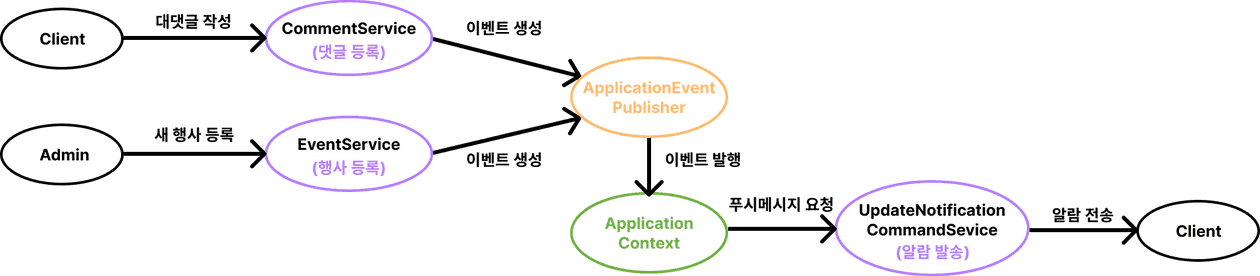 Client
대댓글 작성
CommentService
(댓글 등록)
이벤트 생성
ApplicationEvent
Publisher
Admin
새 행사 등록
EventService
(행사 등록)
이벤트 생성
이벤트 발행
Application
Context
푸시메시지 요청
UpdateNotification
CommandSevice
(알람 발송)
알람 전송
Client